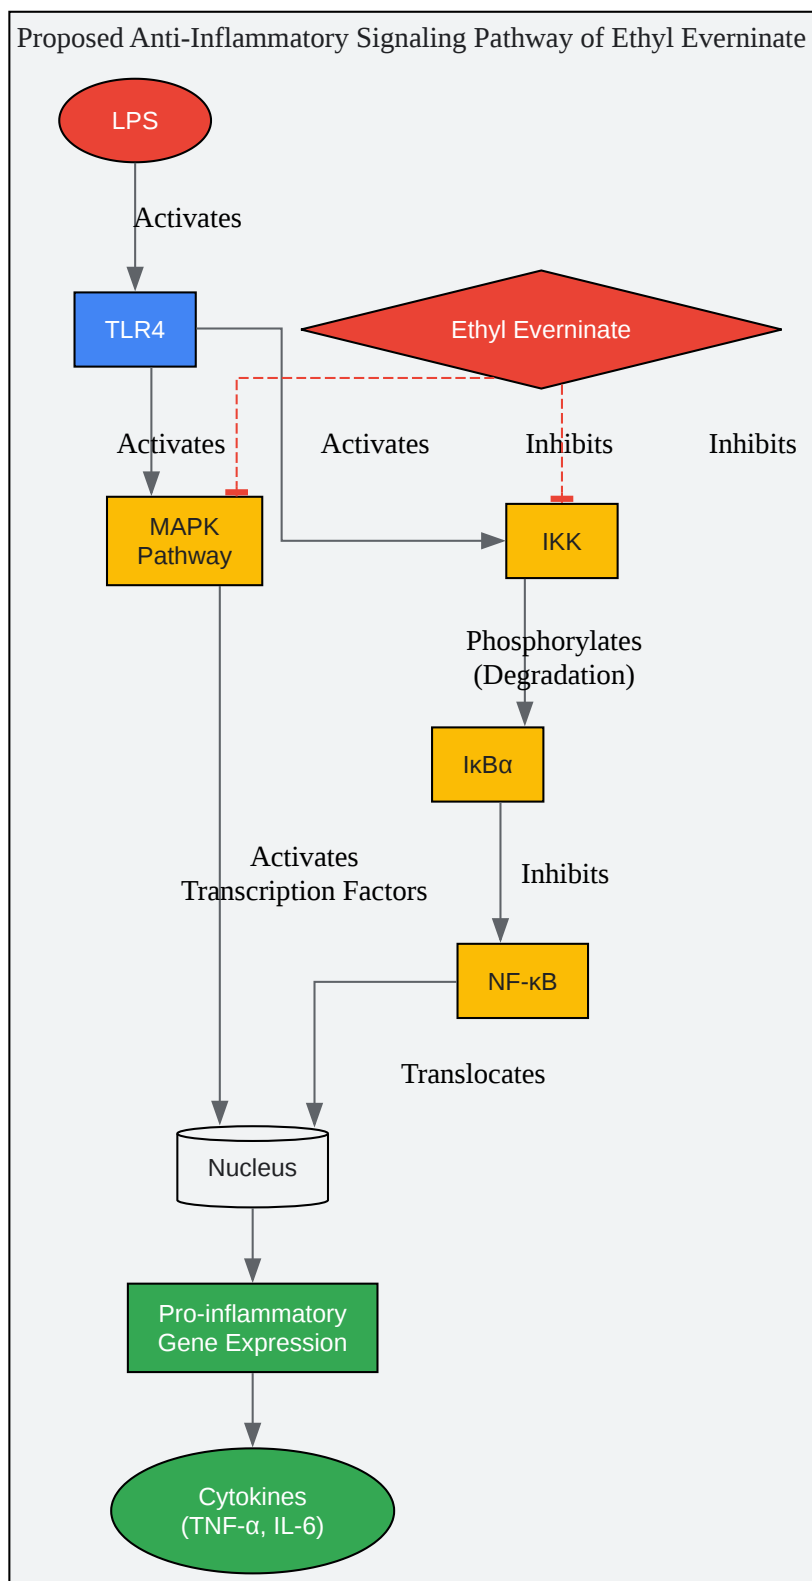 Proposed Anti-Inflammatory Signaling Pathway of Ethyl Everninate
LPS
Activates
TLR4
Ethyl Everninate
Activates
Activates
Inhibits
Inhibits
MAPK
Pathway
IKK
Phosphorylates
(Degradation)
IκBα
Activates
Transcription Factors
Inhibits
NF-κB
Translocates
Nucleus
Pro-inflammatory
Gene Expression
Cytokines
(TNF-α, IL-6)